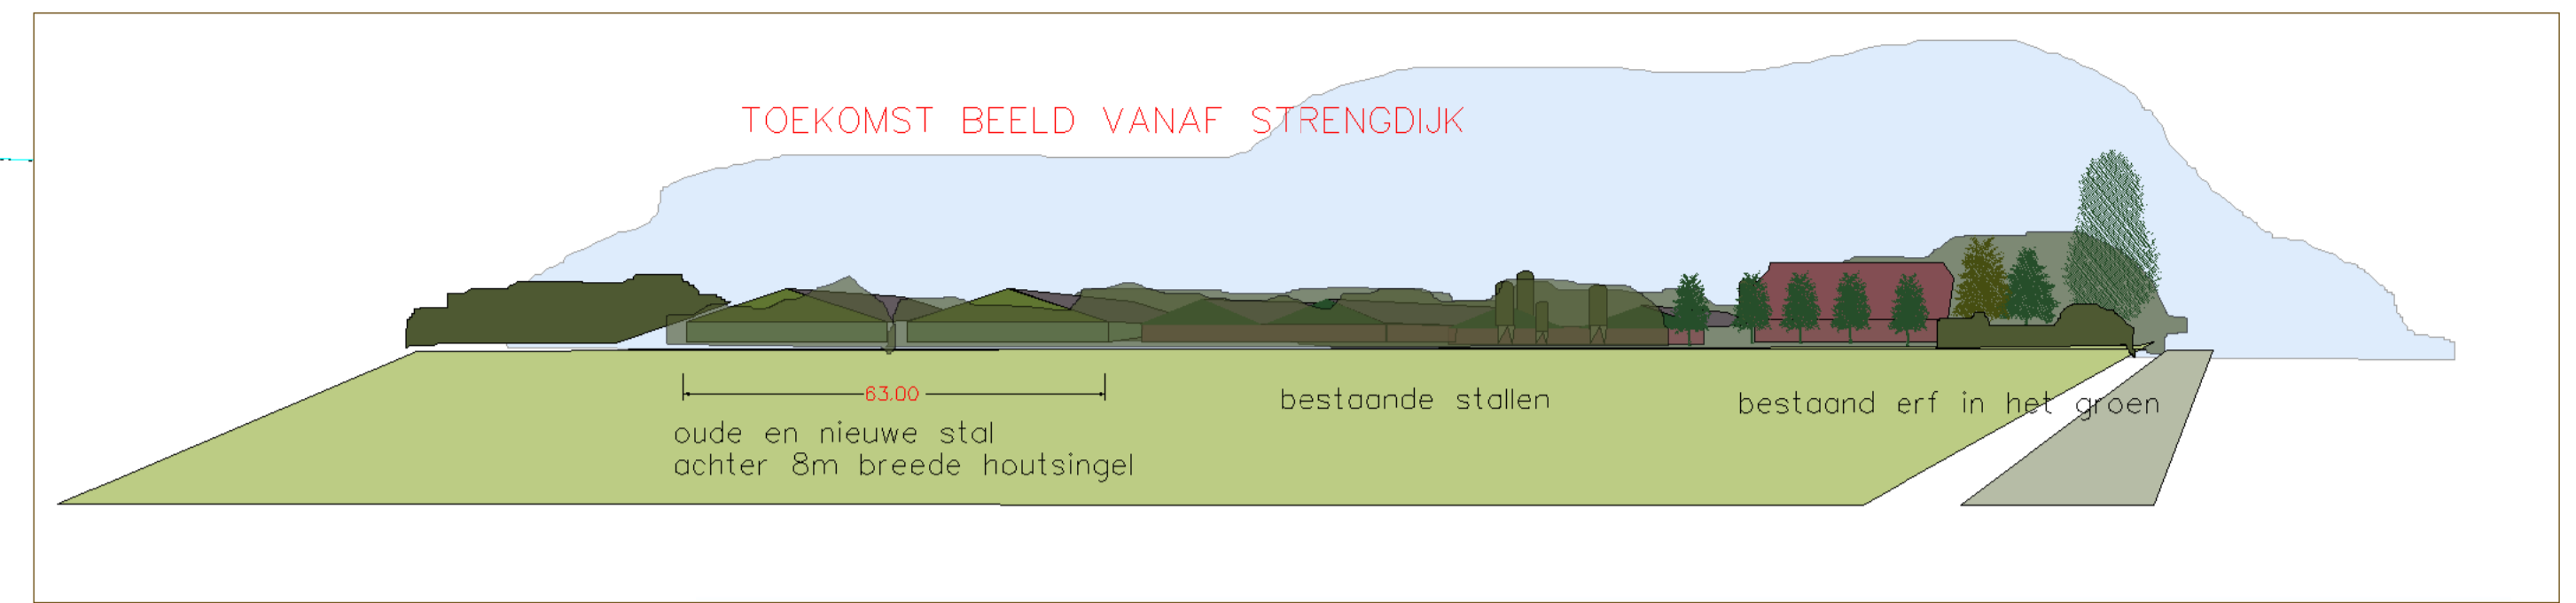 TOEKOMST BEELD VANAF STRENGDIJK
63.00
bestaande stallen
bestaand erf in het groen
oude en nieuwe stal
achter 8m breede houtsingel